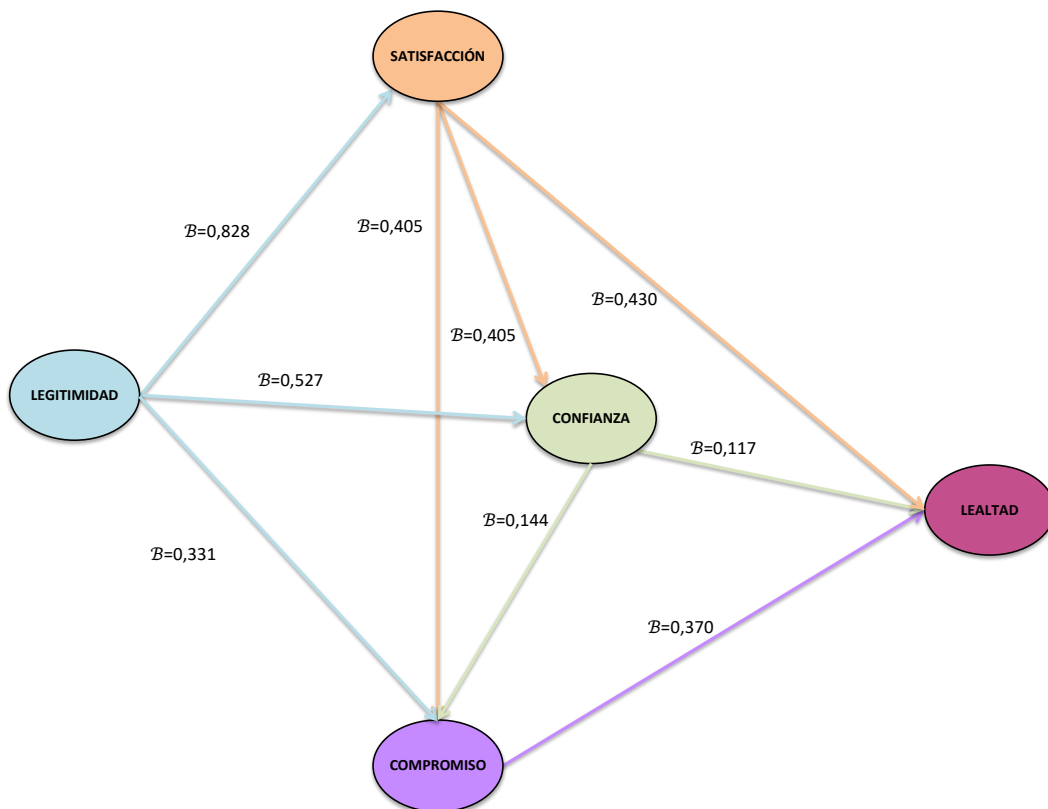 SATISFACCIÓN
ℬ=0,828
ℬ=0,405
ℬ=0,430
ℬ=0,405
LEGITIMIDAD
ℬ=0,527
CONFIANZA
ℬ=0,117
LEALTAD
ℬ=0,144
ℬ=0,331
ℬ=0,370
COMPROMISO